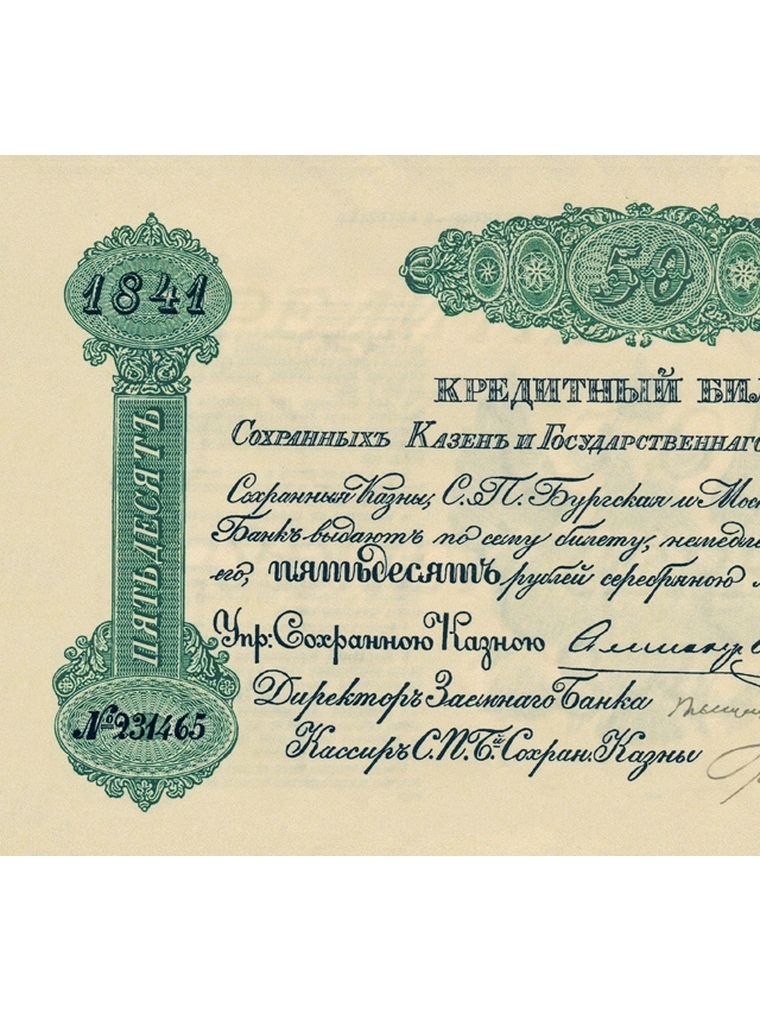 1841
50
КРЕДИТНЫЙ БИЛ
СОХРАННЫХЪ КАЗЕНЪ И ГОСУДАРСТВЕННАГО
ПЯТЬДЕСЯТЪ
Сохранныя Казны, С.П. Бургская и Моск
Банкъ выдаютъ по сему билету, немедле
его, пятьдесятъ рублей серебряною м
Упр: Сохранною Казною
Директоръ Заемнаго Банка
№ 231465
Кассиръ С.П.Б.й Сохран. Казны